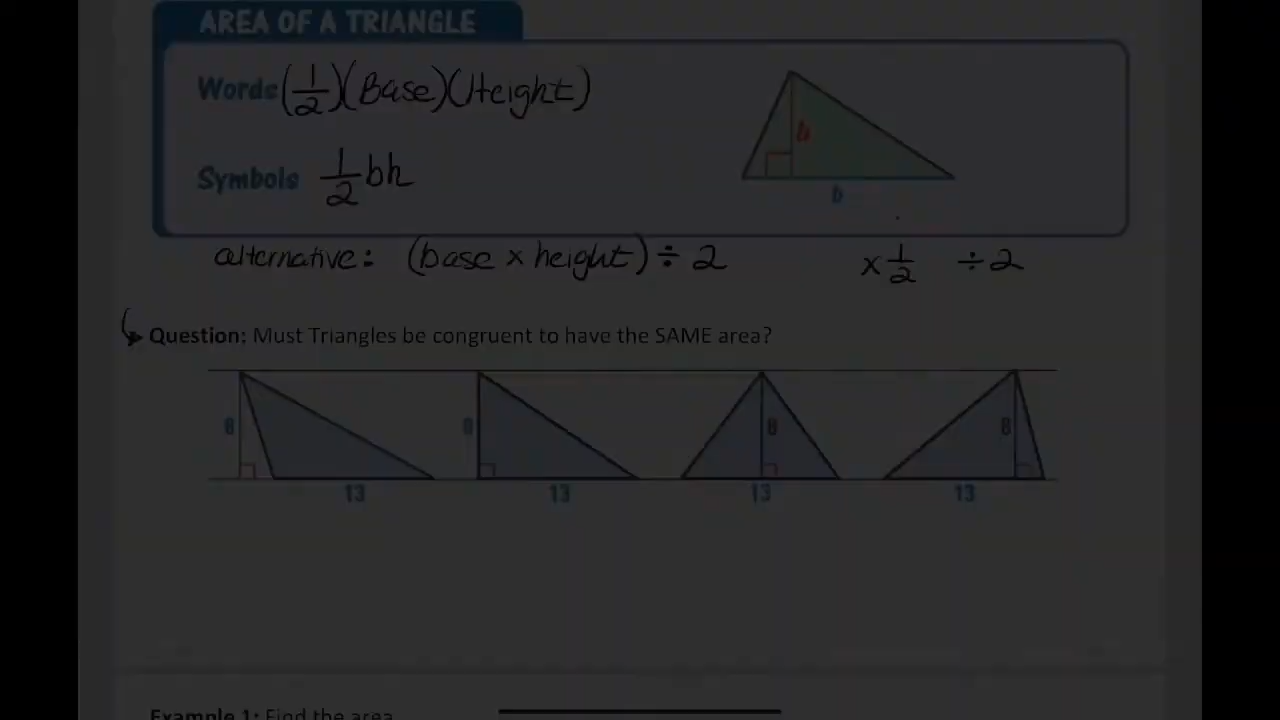 AREA OF A TRIANGLE
Words (1/2)(Base)(Height)
h
Symbols 1/2 bh
b
alternative: (base x height) ÷ 2 x 1/2 ÷ 2
Question: Must Triangles be congruent to have the SAME area?
8 8 8 8
13 13 13 13
Example 1: Find the area